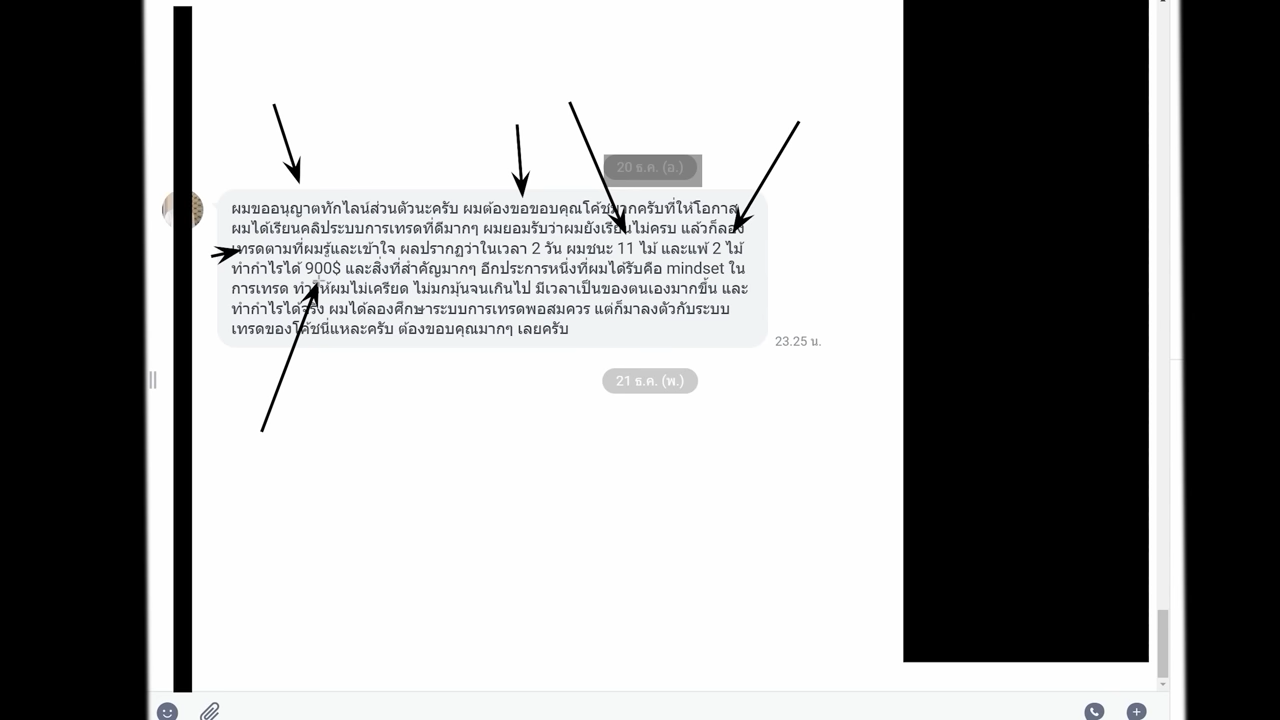 20 ธ.ค. (อ.)
ผมขออนุญาตทักไลน์ส่วนตัวนะครับ ผมต้องขอขอบคุณโค้ชมากครับที่ให้โอกาส
ผมได้เรียนคลิประบบการเทรดที่ดีมากๆ ผมยอมรับว่าผมยังเรียนไม่ครบ แล้วก็ลอง
เทรดตามที่ผมรู้และเข้าใจ ผลปรากฏว่าในเวลา 2 วัน ผมชนะ 11 ไม้ และแพ้ 2 ไม้
ทำกำไรได้ 900$ และสิ่งที่สำคัญมากๆ อีกประการหนึ่งที่ผมได้รับคือ mindset ใน
การเทรด ทำให้ผมไม่เครียด ไม่มกมุ้นจนเกินไป มีเวลาเป็นของตนเองมากขึ้น และ
ทำกำไรได้จริง ผมได้ลองศึกษาระบบการเทรดพอสมควร แต่ก็มาลงตัวกับระบบ
เทรดของโค้ชนี่แหละครับ ต้องขอบคุณมากๆ เลยครับ
23.25 น.
21 ธ.ค. (พ.)